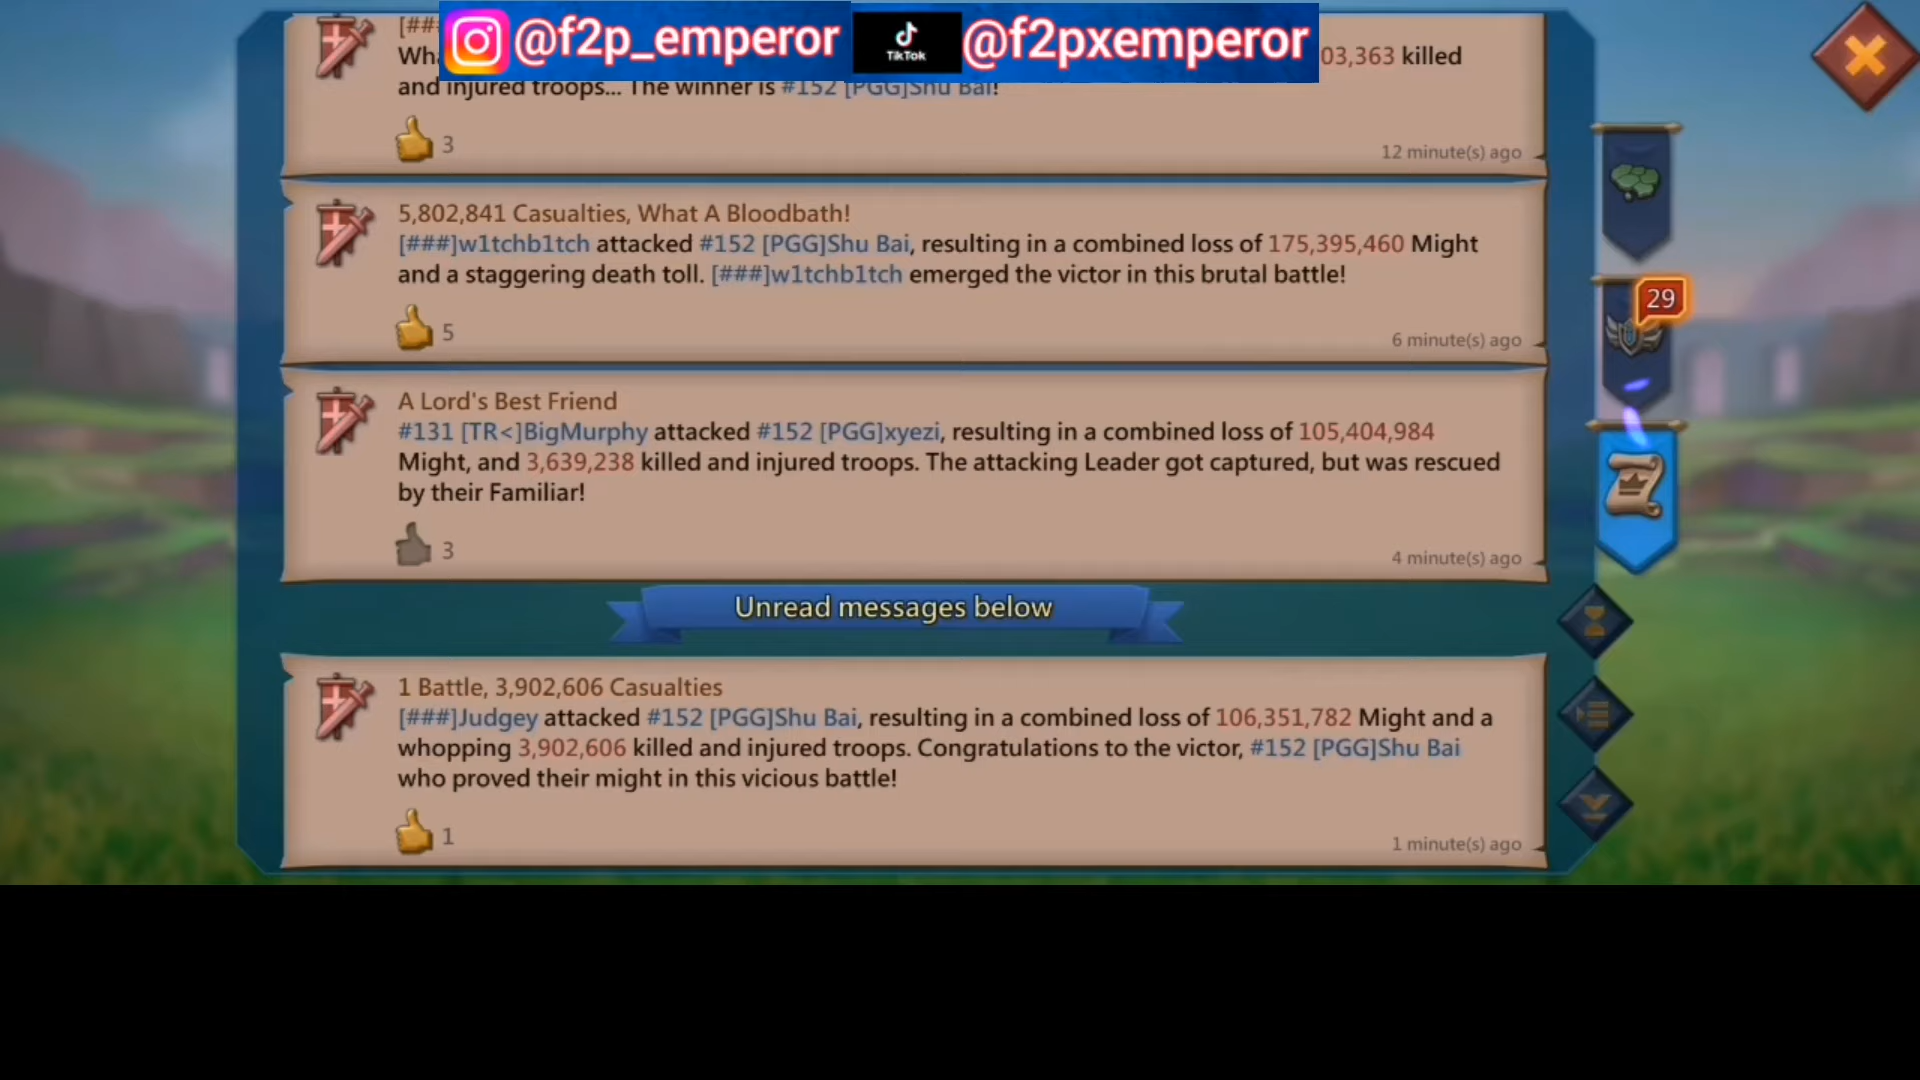 @f2p_emperor TikTok @f2pxemperor
[##
03,363 killed
and injured troops... The winner is #152 [PGG]Shu Bai!
3
12 minute(s) ago
5,802,841 Casualties, What A Bloodbath!
[###]w1tchb1tch attacked #152 [PGG]Shu Bai, resulting in a combined loss of 175,395,460 Might
and a staggering death toll. [###]w1tchb1tch emerged the victor in this brutal battle!
5
6 minute(s) ago
A Lord's Best Friend
#131 [TR<]BigMurphy attacked #152 [PGG]xyezi, resulting in a combined loss of 105,404,984
Might, and 3,639,238 killed and injured troops. The attacking Leader got captured, but was rescued
by their Familiar!
3
4 minute(s) ago
Unread messages below
1 Battle, 3,902,606 Casualties
[###]Judgey attacked #152 [PGG]Shu Bai, resulting in a combined loss of 106,351,782 Might and a
whopping 3,902,606 killed and injured troops. Congratulations to the victor, #152 [PGG]Shu Bai
who proved their might in this vicious battle!
1
1 minute(s) ago
29